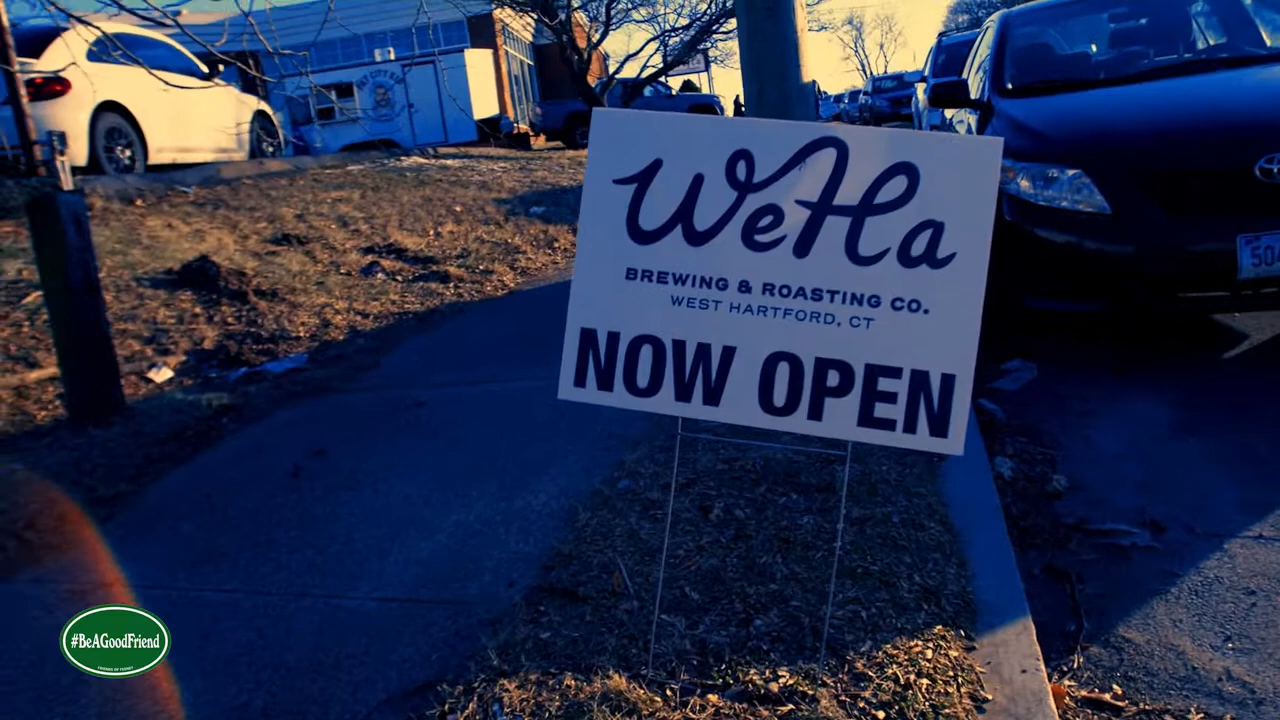 WeHa
BREWING & ROASTING CO.
WEST HARTFORD, CT
NOW OPEN
#BeAGoodFriend